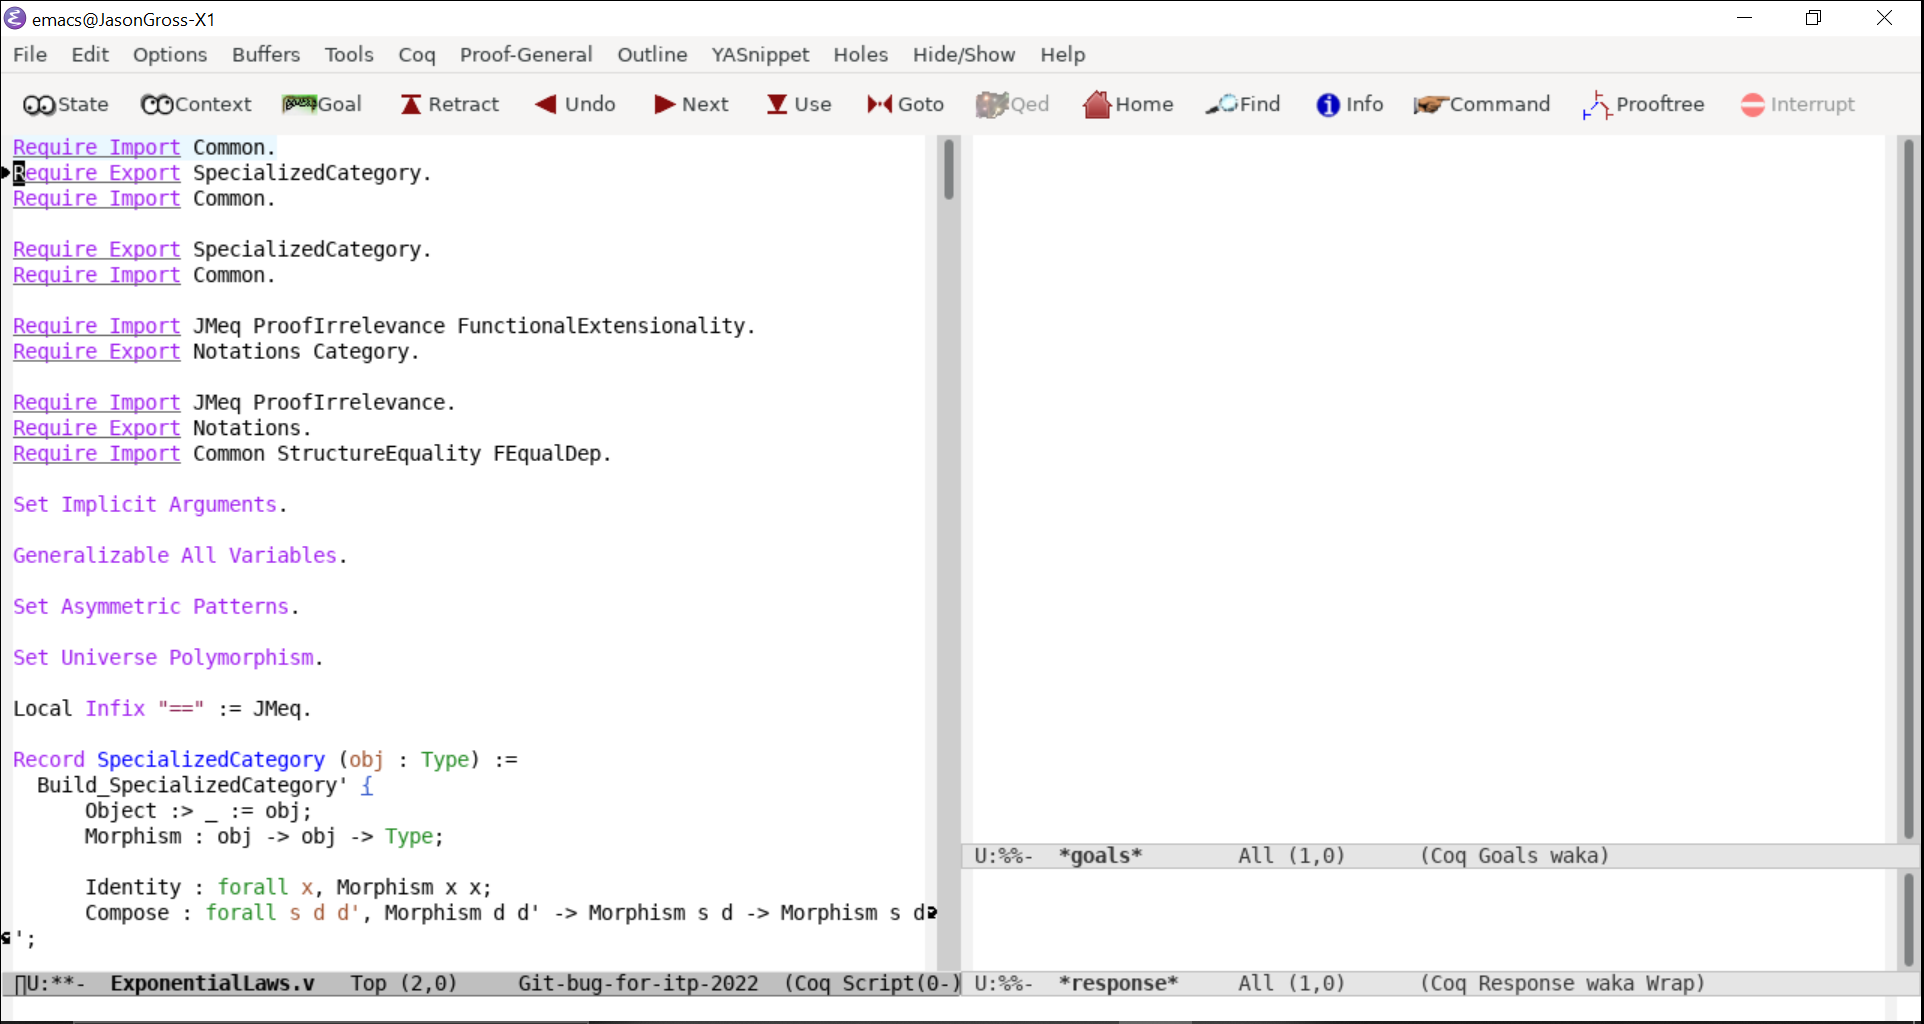 emacs@JasonGross-X1
File Edit Options Buffers Tools Coq Proof-General Outline YASnippet Holes Hide/Show Help
State Context Goal Retract Undo Next Use Goto Qed Home Find Info Command Prooftree Interrupt
Require Import Common.
Require Export SpecializedCategory.
Require Import Common.
Require Export SpecializedCategory.
Require Import Common.
Require Import JMeq ProofIrrelevance FunctionalExtensionality.
Require Export Notations Category.
Require Import JMeq ProofIrrelevance.
Require Export Notations.
Require Import Common StructureEquality FEqualDep.
Set Implicit Arguments.
Generalizable All Variables.
Set Asymmetric Patterns.
Set Universe Polymorphism.
Local Infix "==" := JMeq.
Record SpecializedCategory (obj : Type) :=
Build_SpecializedCategory' {
Object :> _ := obj;
Morphism : obj -> obj -> Type;
Identity : forall x, Morphism x x;
Compose : forall s d d', Morphism d d' -> Morphism s d -> Morphism s d
';
U:**- ExponentialLaws.v Top (2,0) Git-bug-for-itp-2022 (Coq Script(0-)
U:%%- *goals* All (1,0) (Coq Goals waka)
U:%%- *response* All (1,0) (Coq Response waka Wrap)